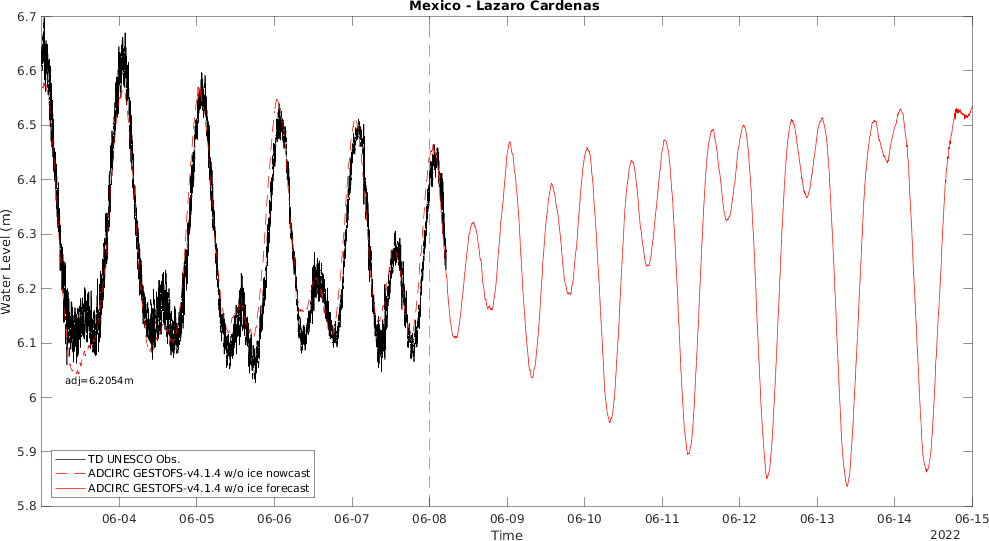 Mexico - Lazaro Cardenas
6.7
6.6
6.5
6.4
6.3
6.2
6.1
6
5.9
5.8
Water Level (m)
adj=6.2054m
TD UNESCO Obs.
ADCIRC GESTOFS-v4.1.4 w/o ice nowcast
ADCIRC GESTOFS-v4.1.4 w/o ice forecast
06-04 06-05 06-06 06-07 06-08 06-09 06-10 06-11 06-12 06-13 06-14 06-15
Time
2022